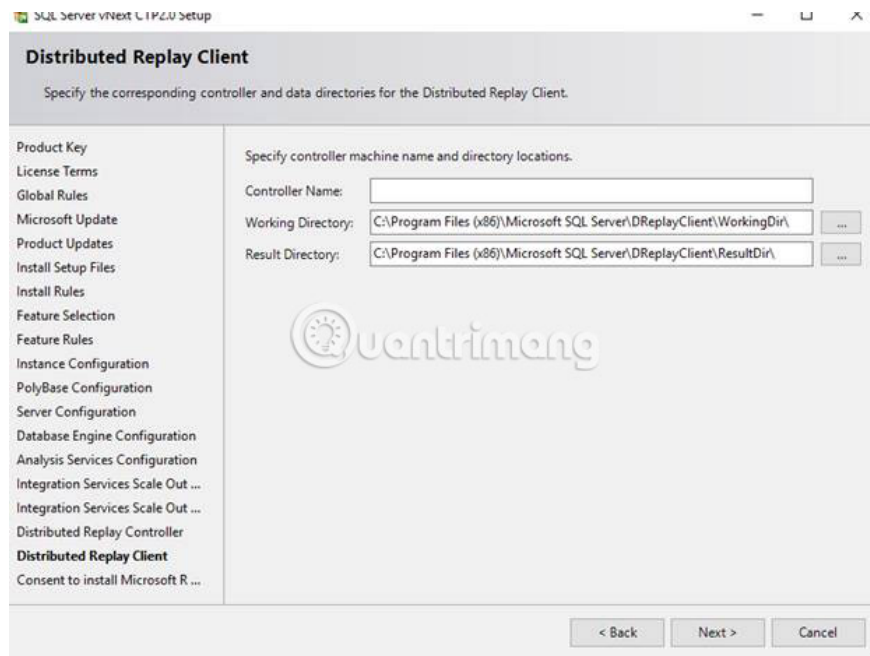 SQL Server vNext CTP2.0 Setup
Distributed Replay Client
Specify the corresponding controller and data directories for the Distributed Replay Client.
Product Key
License Terms
Global Rules
Microsoft Update
Product Updates
Install Setup Files
Install Rules
Feature Selection
Feature Rules
Instance Configuration
PolyBase Configuration
Server Configuration
Database Engine Configuration
Analysis Services Configuration
Integration Services Scale Out ...
Integration Services Scale Out ...
Distributed Replay Controller
Distributed Replay Client
Consent to install Microsoft R ...
Specify controller machine name and directory locations.
Controller Name:
Working Directory: C:\Program Files (x86)\Microsoft SQL Server\DReplayClient\WorkingDir\ ...
Result Directory: C:\Program Files (x86)\Microsoft SQL Server\DReplayClient\ResultDir\ ...
Quantrimang
< Back Next > Cancel